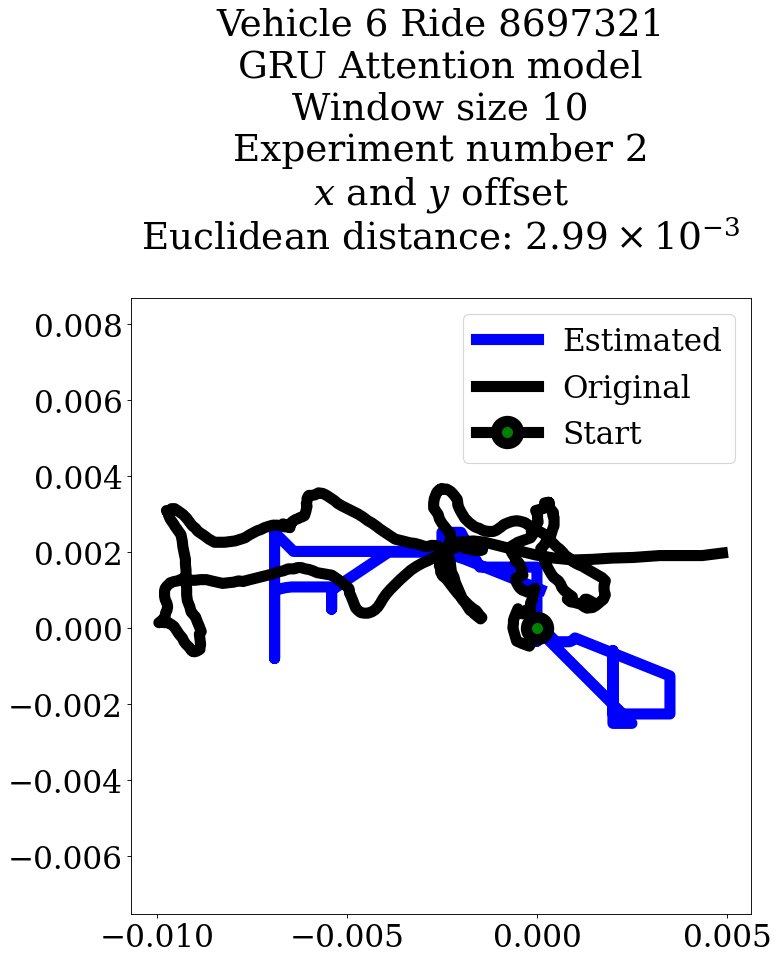 Vehicle 6 Ride 8697321
GRU Attention model
Window size 10
Experiment number 2
x and y offset
Euclidean distance: 2.99 × 10⁻³
Estimated
Original
Start
0.008
0.006
0.004
0.002
0.000
−0.002
−0.004
−0.006
−0.010
−0.005
0.000
0.005